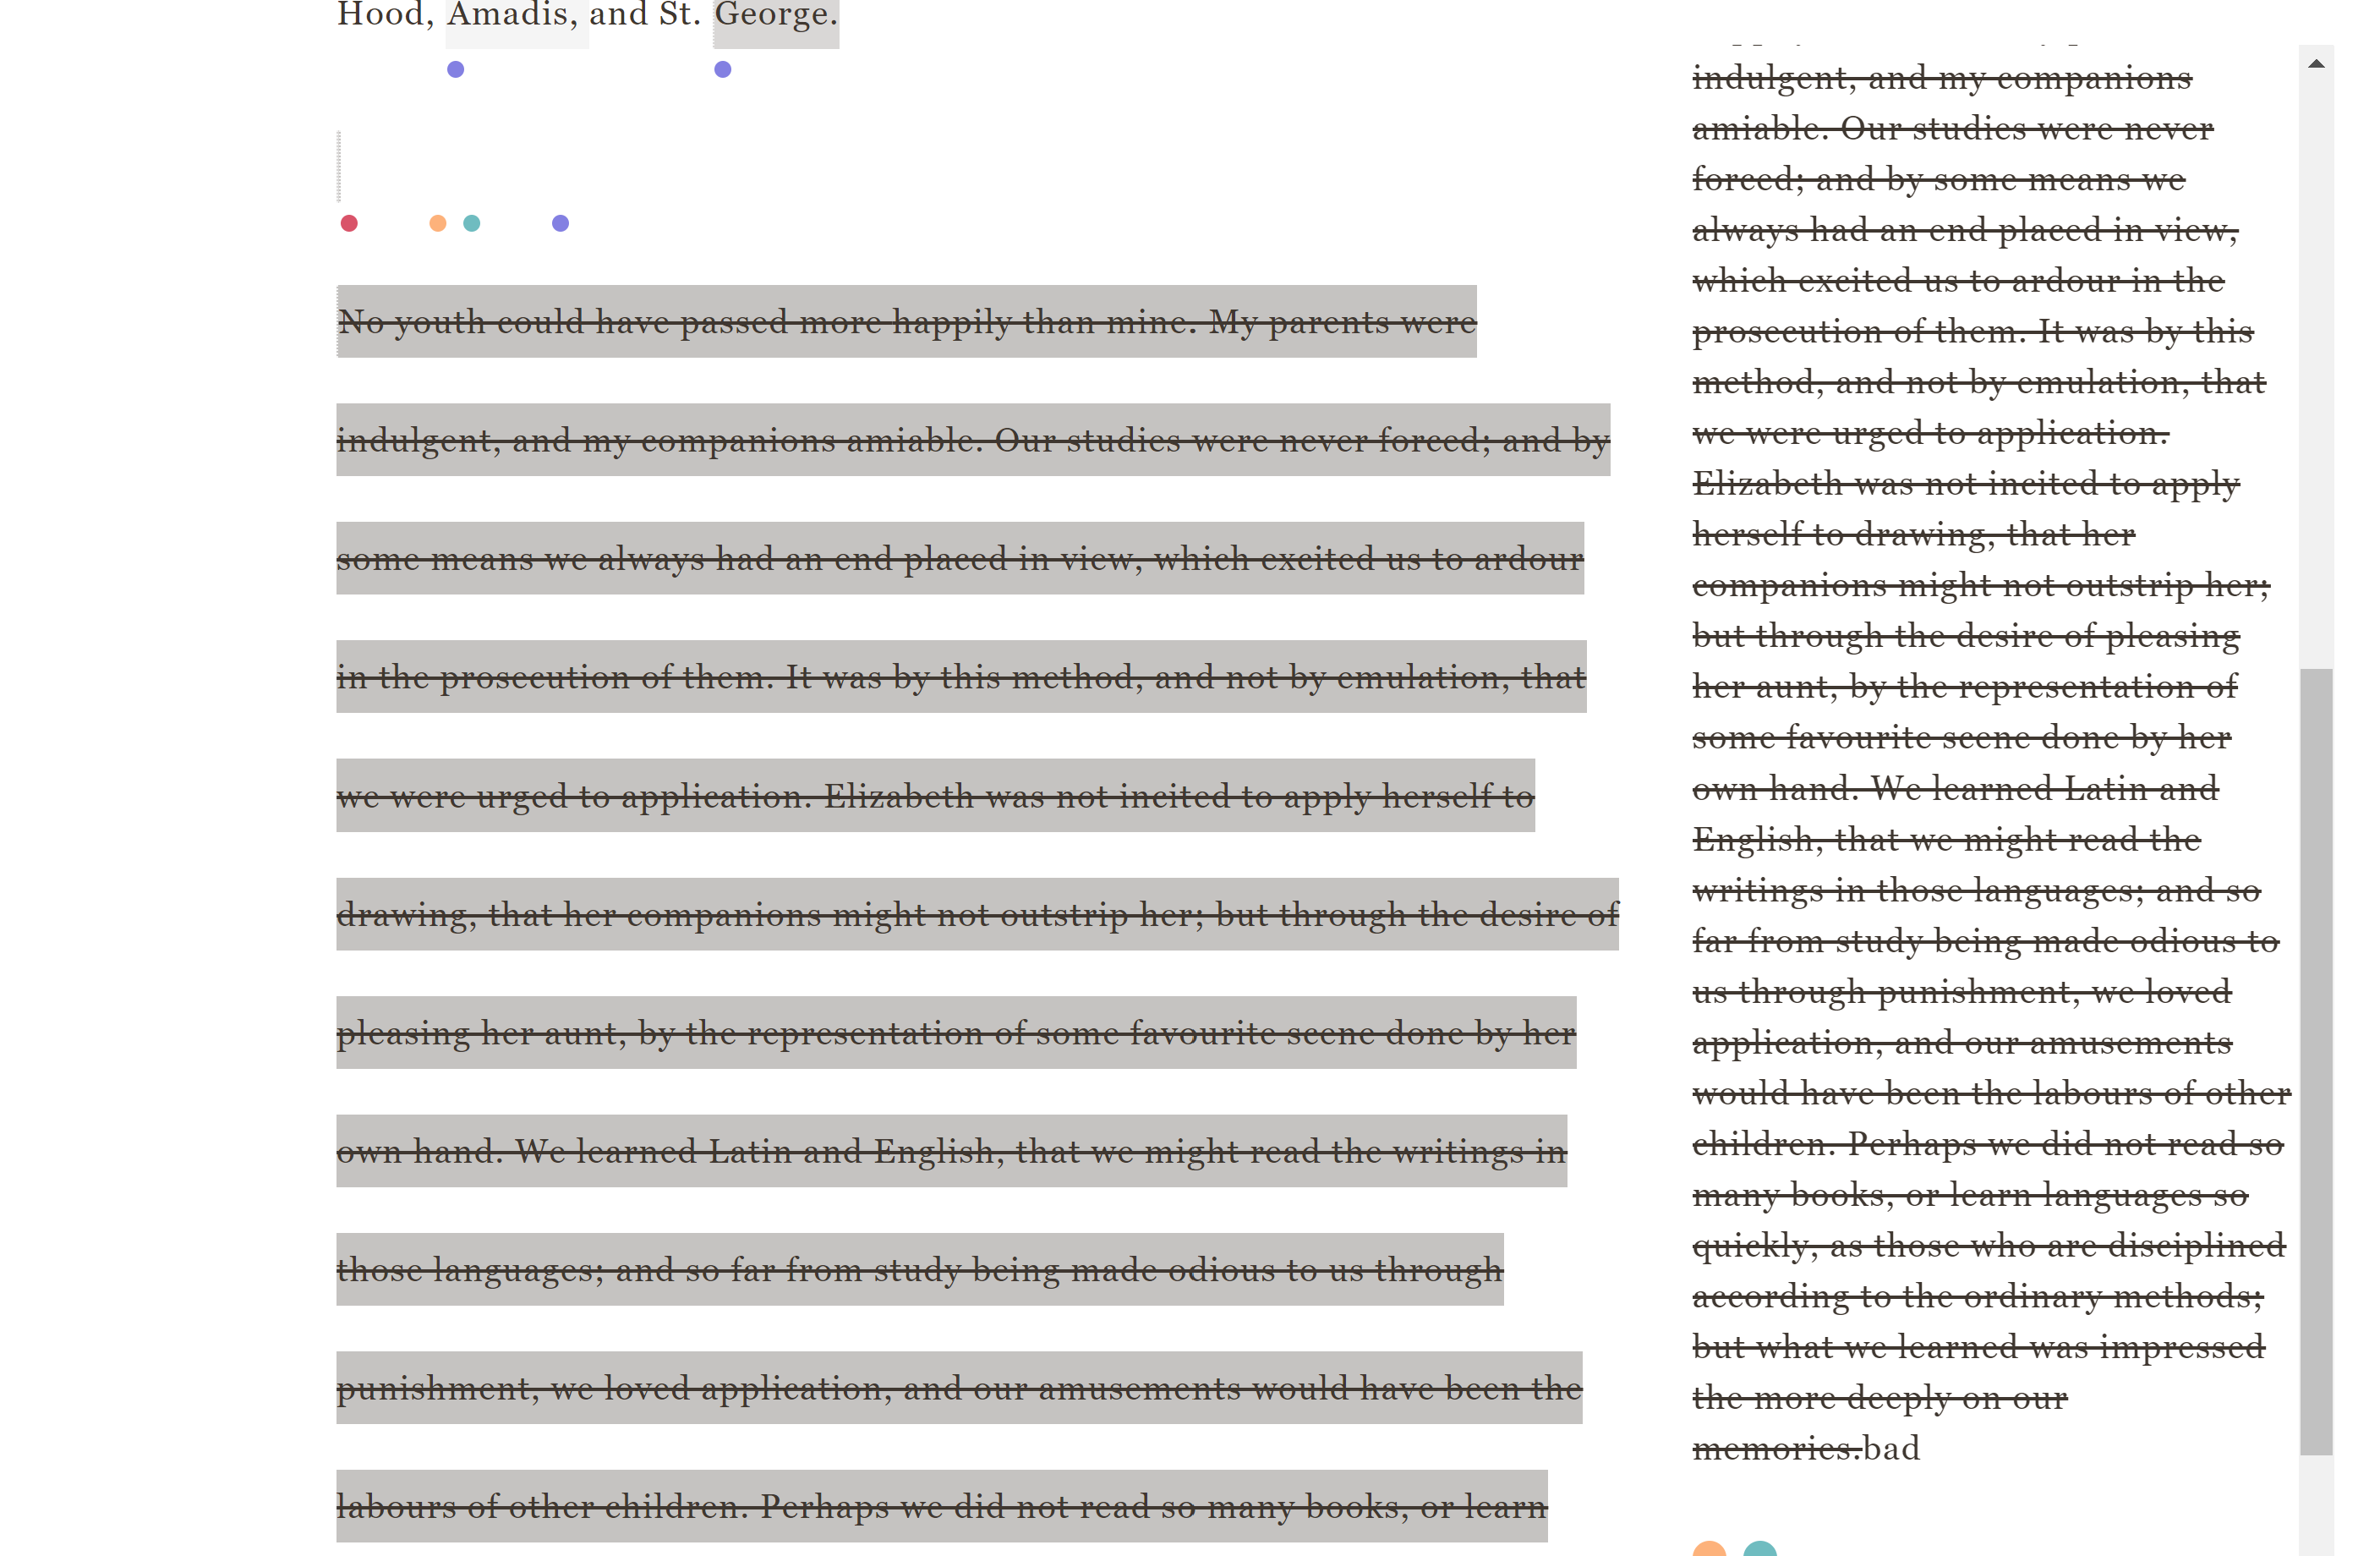 Hood, Amadis, and St. George.
No youth could have passed more happily than mine. My parents were
indulgent, and my companions amiable. Our studies were never forced; and by
some means we always had an end placed in view, which excited us to ardour
in the prosecution of them. It was by this method, and not by emulation, that
we were urged to application. Elizabeth was not incited to apply herself to
drawing, that her companions might not outstrip her; but through the desire of
pleasing her aunt, by the representation of some favourite scene done by her
own hand. We learned Latin and English, that we might read the writings in
those languages; and so far from study being made odious to us through
punishment, we loved application, and our amusements would have been the
labours of other children. Perhaps we did not read so many books, or learn
indulgent, and my companions
amiable. Our studies were never
forced; and by some means we
always had an end placed in view,
which excited us to ardour in the
prosecution of them. It was by this
method, and not by emulation, that
we were urged to application.
Elizabeth was not incited to apply
herself to drawing, that her
companions might not outstrip her;
but through the desire of pleasing
her aunt, by the representation of
some favourite scene done by her
own hand. We learned Latin and
English, that we might read the
writings in those languages; and so
far from study being made odious to
us through punishment, we loved
application, and our amusements
would have been the labours of other
children. Perhaps we did not read so
many books, or learn languages so
quickly, as those who are disciplined
according to the ordinary methods;
but what we learned was impressed
the more deeply on our
memories.bad